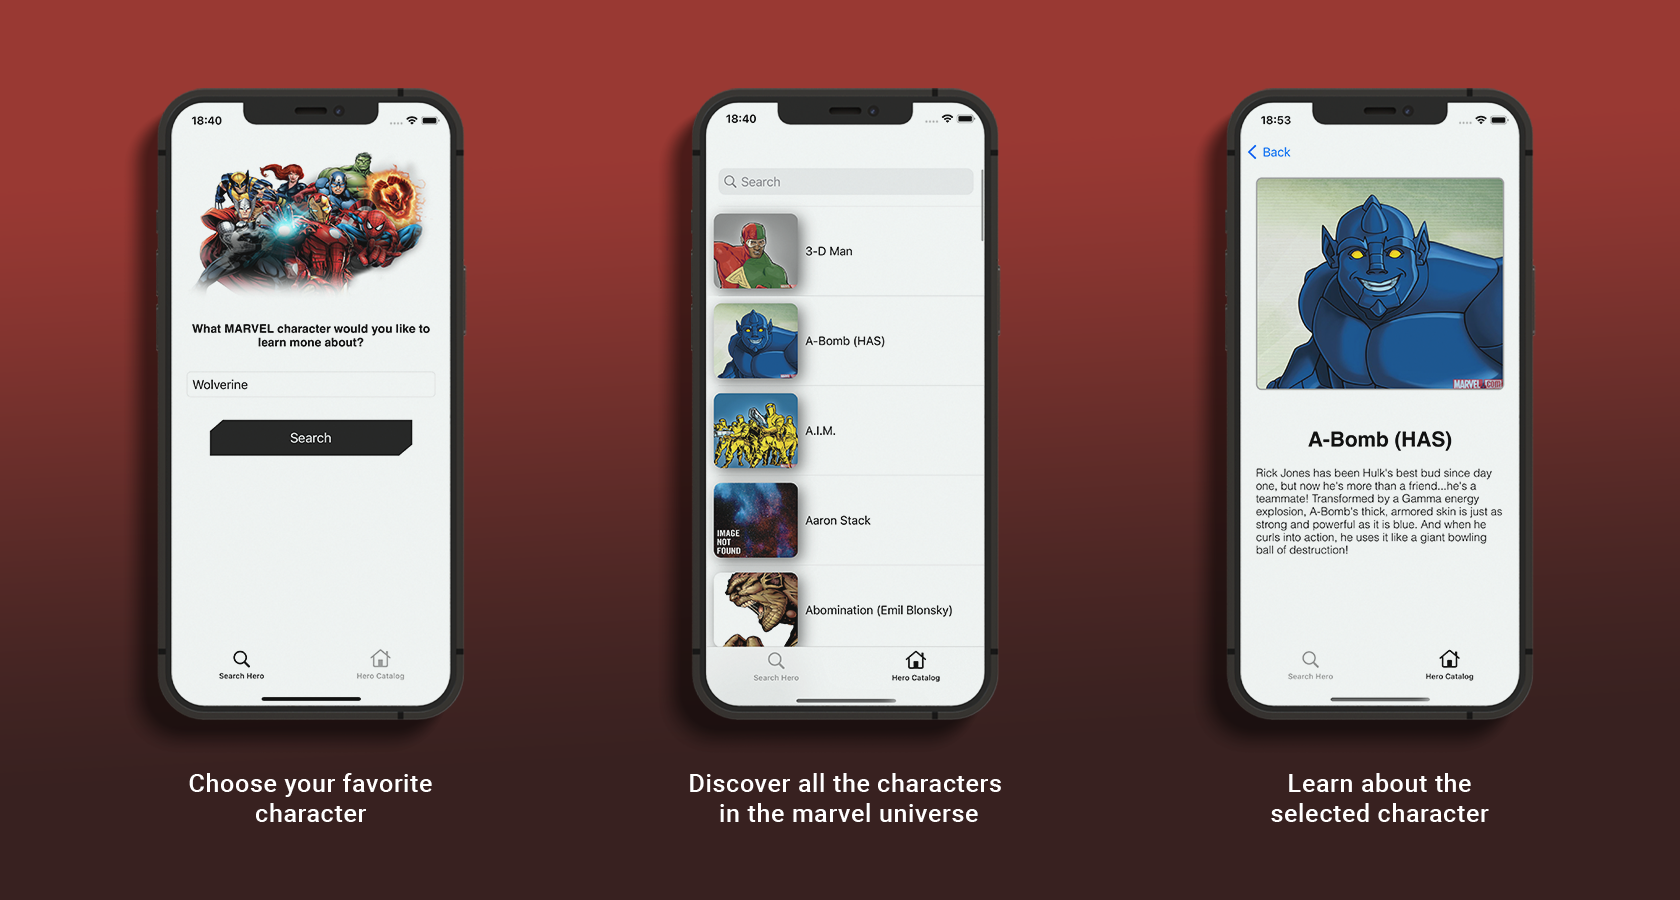 18:40
What MARVEL character would you like to
learn mone about?
Wolverine
Search
Search Hero
Hero Catalog
Choose your favorite
character
18:40
Search
3-D Man
A-Bomb (HAS)
A.I.M.
IMAGE
NOT
FOUND
Aaron Stack
Abomination (Emil Blonsky)
Search Hero
Hero Catalog
Discover all the characters
in the marvel universe
18:53
Back
MARVEL.COM
A-Bomb (HAS)
Rick Jones has been Hulk's best bud since day
one, but now he's more than a friend...he's a
teammate! Transformed by a Gamma energy
explosion, A-Bomb's thick, armored skin is just as
strong and powerful as it is blue. And when he
curls into action, he uses it like a giant bowling
ball of destruction!
Search Hero
Hero Catalog
Learn about the
selected character